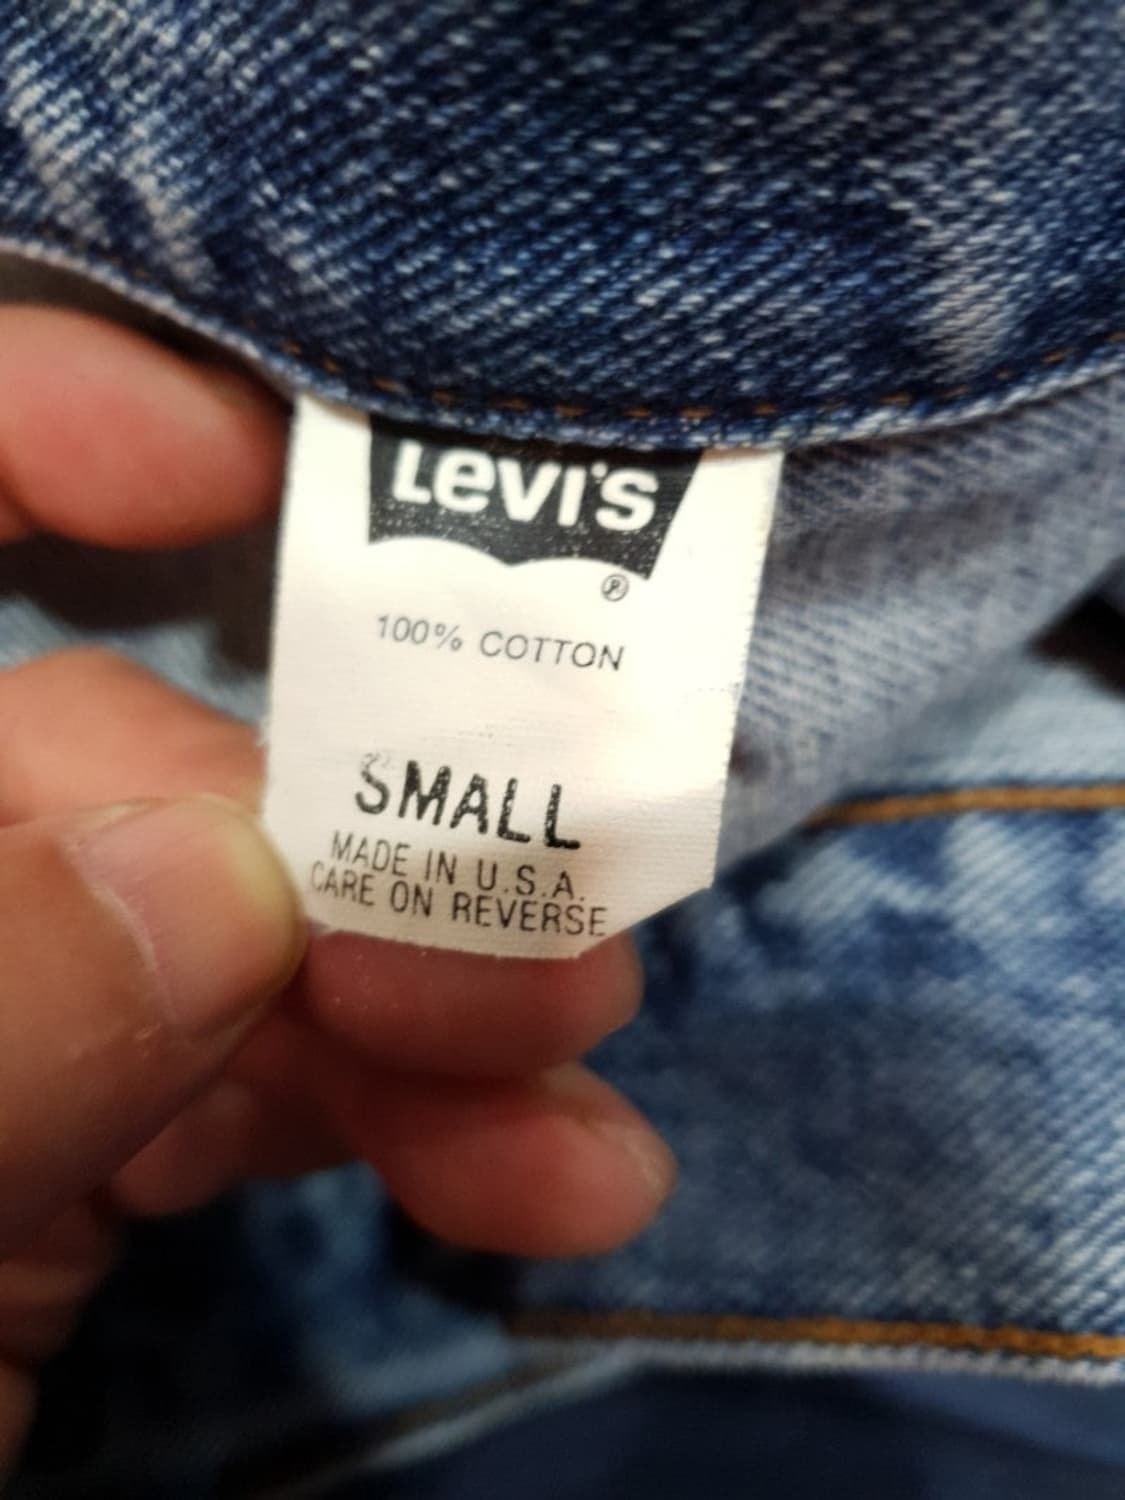 Levi's
®
100% COTTON
SMALL
MADE IN U.S.A.
CARE ON REVERSE